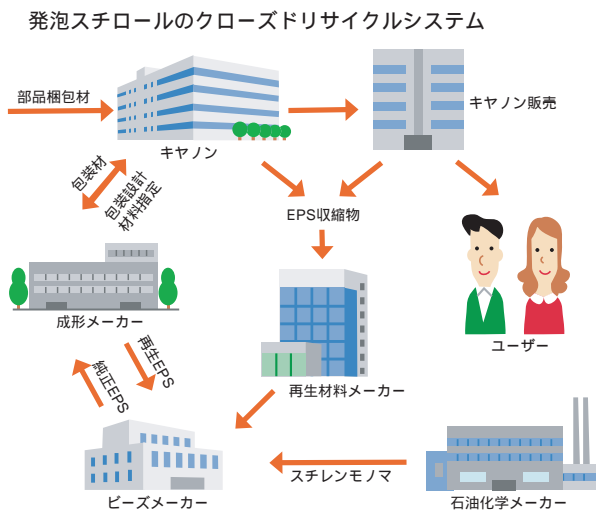 発泡スチロールのクローズドリサイクルシステム
部品梱包材
キヤノン
キヤノン販売
包装材
包装設計
材料指定
EPS収縮物
成形メーカー
ユーザー
再生EPS
純正EPS
再生材料メーカー
スチレンモノマ
ビーズメーカー
石油化学メーカー